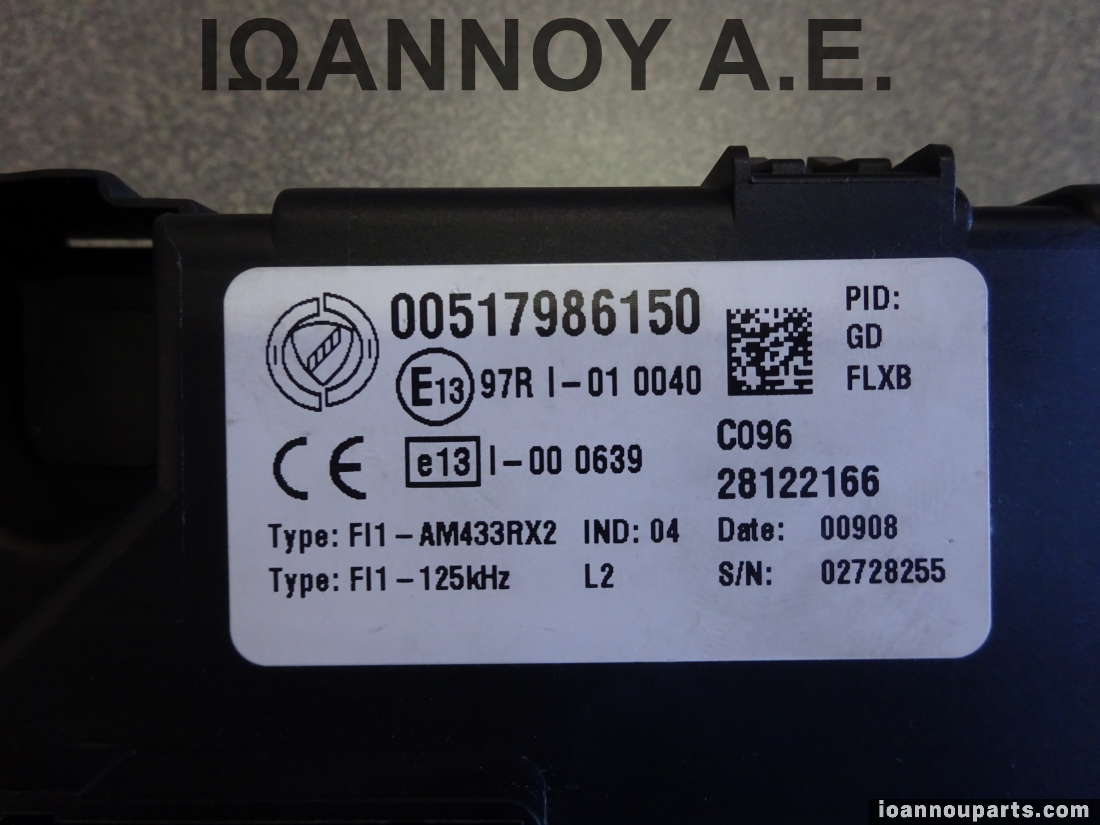 ΙΩΑΝΝΟΥ Α.Ε.
00517986150
PID:
GD
FLXB
E13 97R I-01 0040
CE e13 I-00 0639
C096
28122166
Type: FI1-AM433RX2 IND: 04 Date: 00908
Type: FI1-125kHz L2 S/N: 02728255
ioannouparts.com